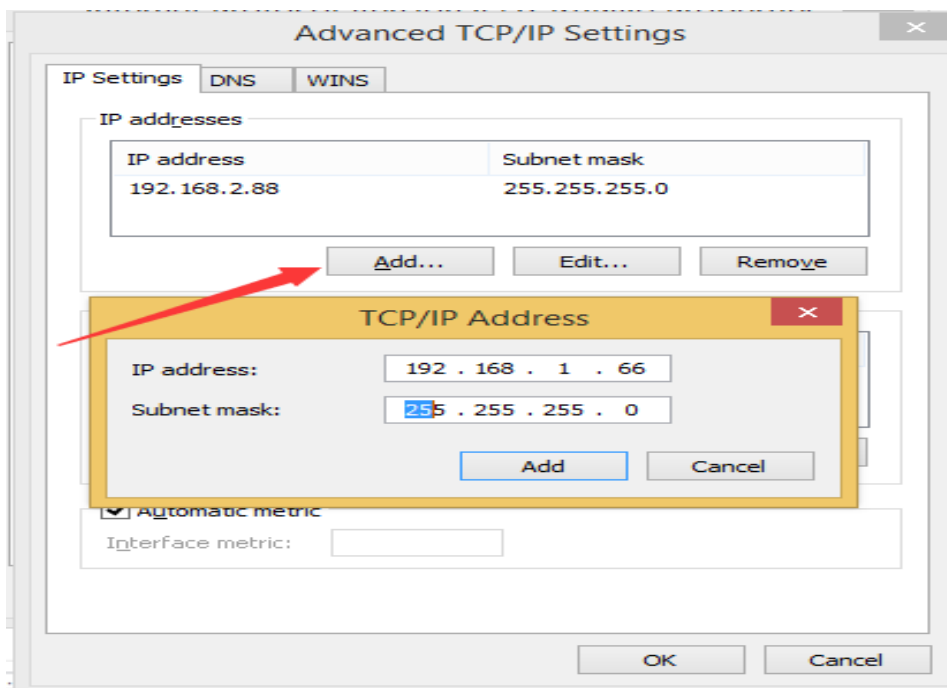 Advanced TCP/IP Settings
IP Settings DNS WINS
IP addresses
IP address Subnet mask
192.168.2.88 255.255.255.0
Add... Edit... Remove
TCP/IP Address
IP address: 192 . 168 . 1 . 66
Subnet mask: 255 . 255 . 255 . 0
Add Cancel
Automatic metric
Interface metric:
OK Cancel